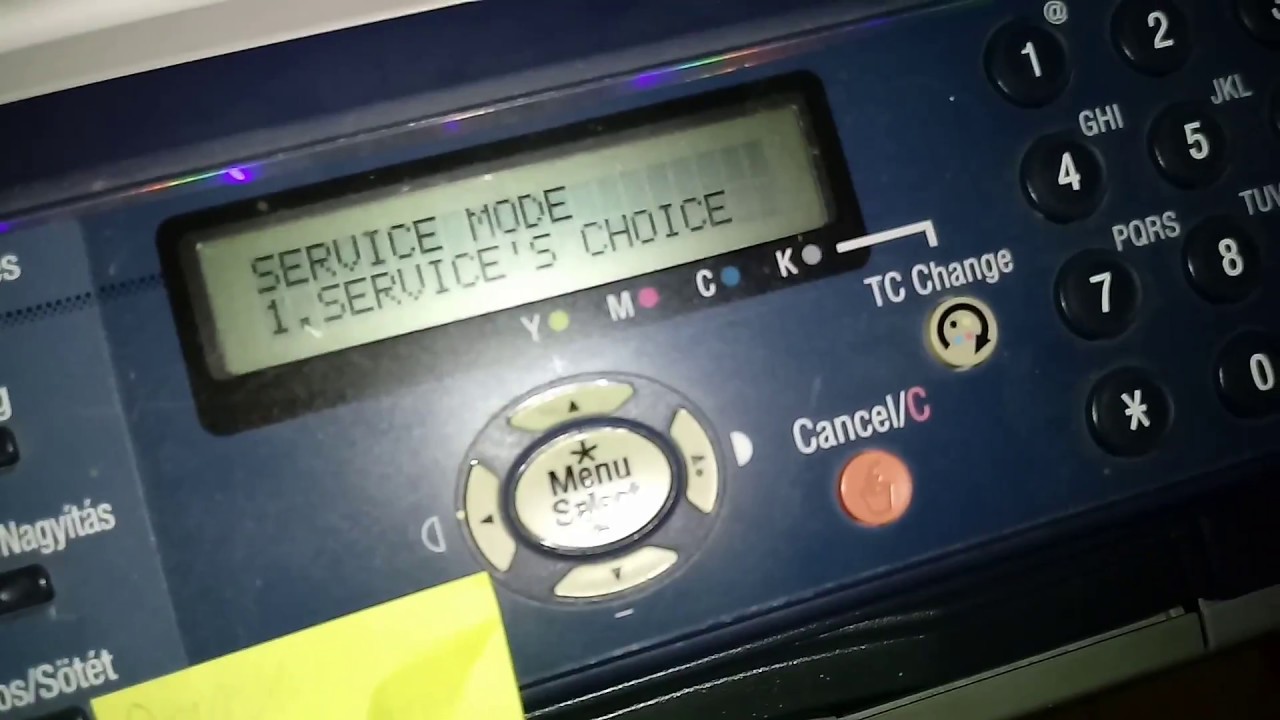 SERVICE MODE
1.SERVICE'S CHOICE
Y M C K
TC Change
Cancel/C
Menu
Select
Nagyítás
os/Sötét
@
1
2
GHI
4
JKL
5
PQRS
7
TUV
8
*
0